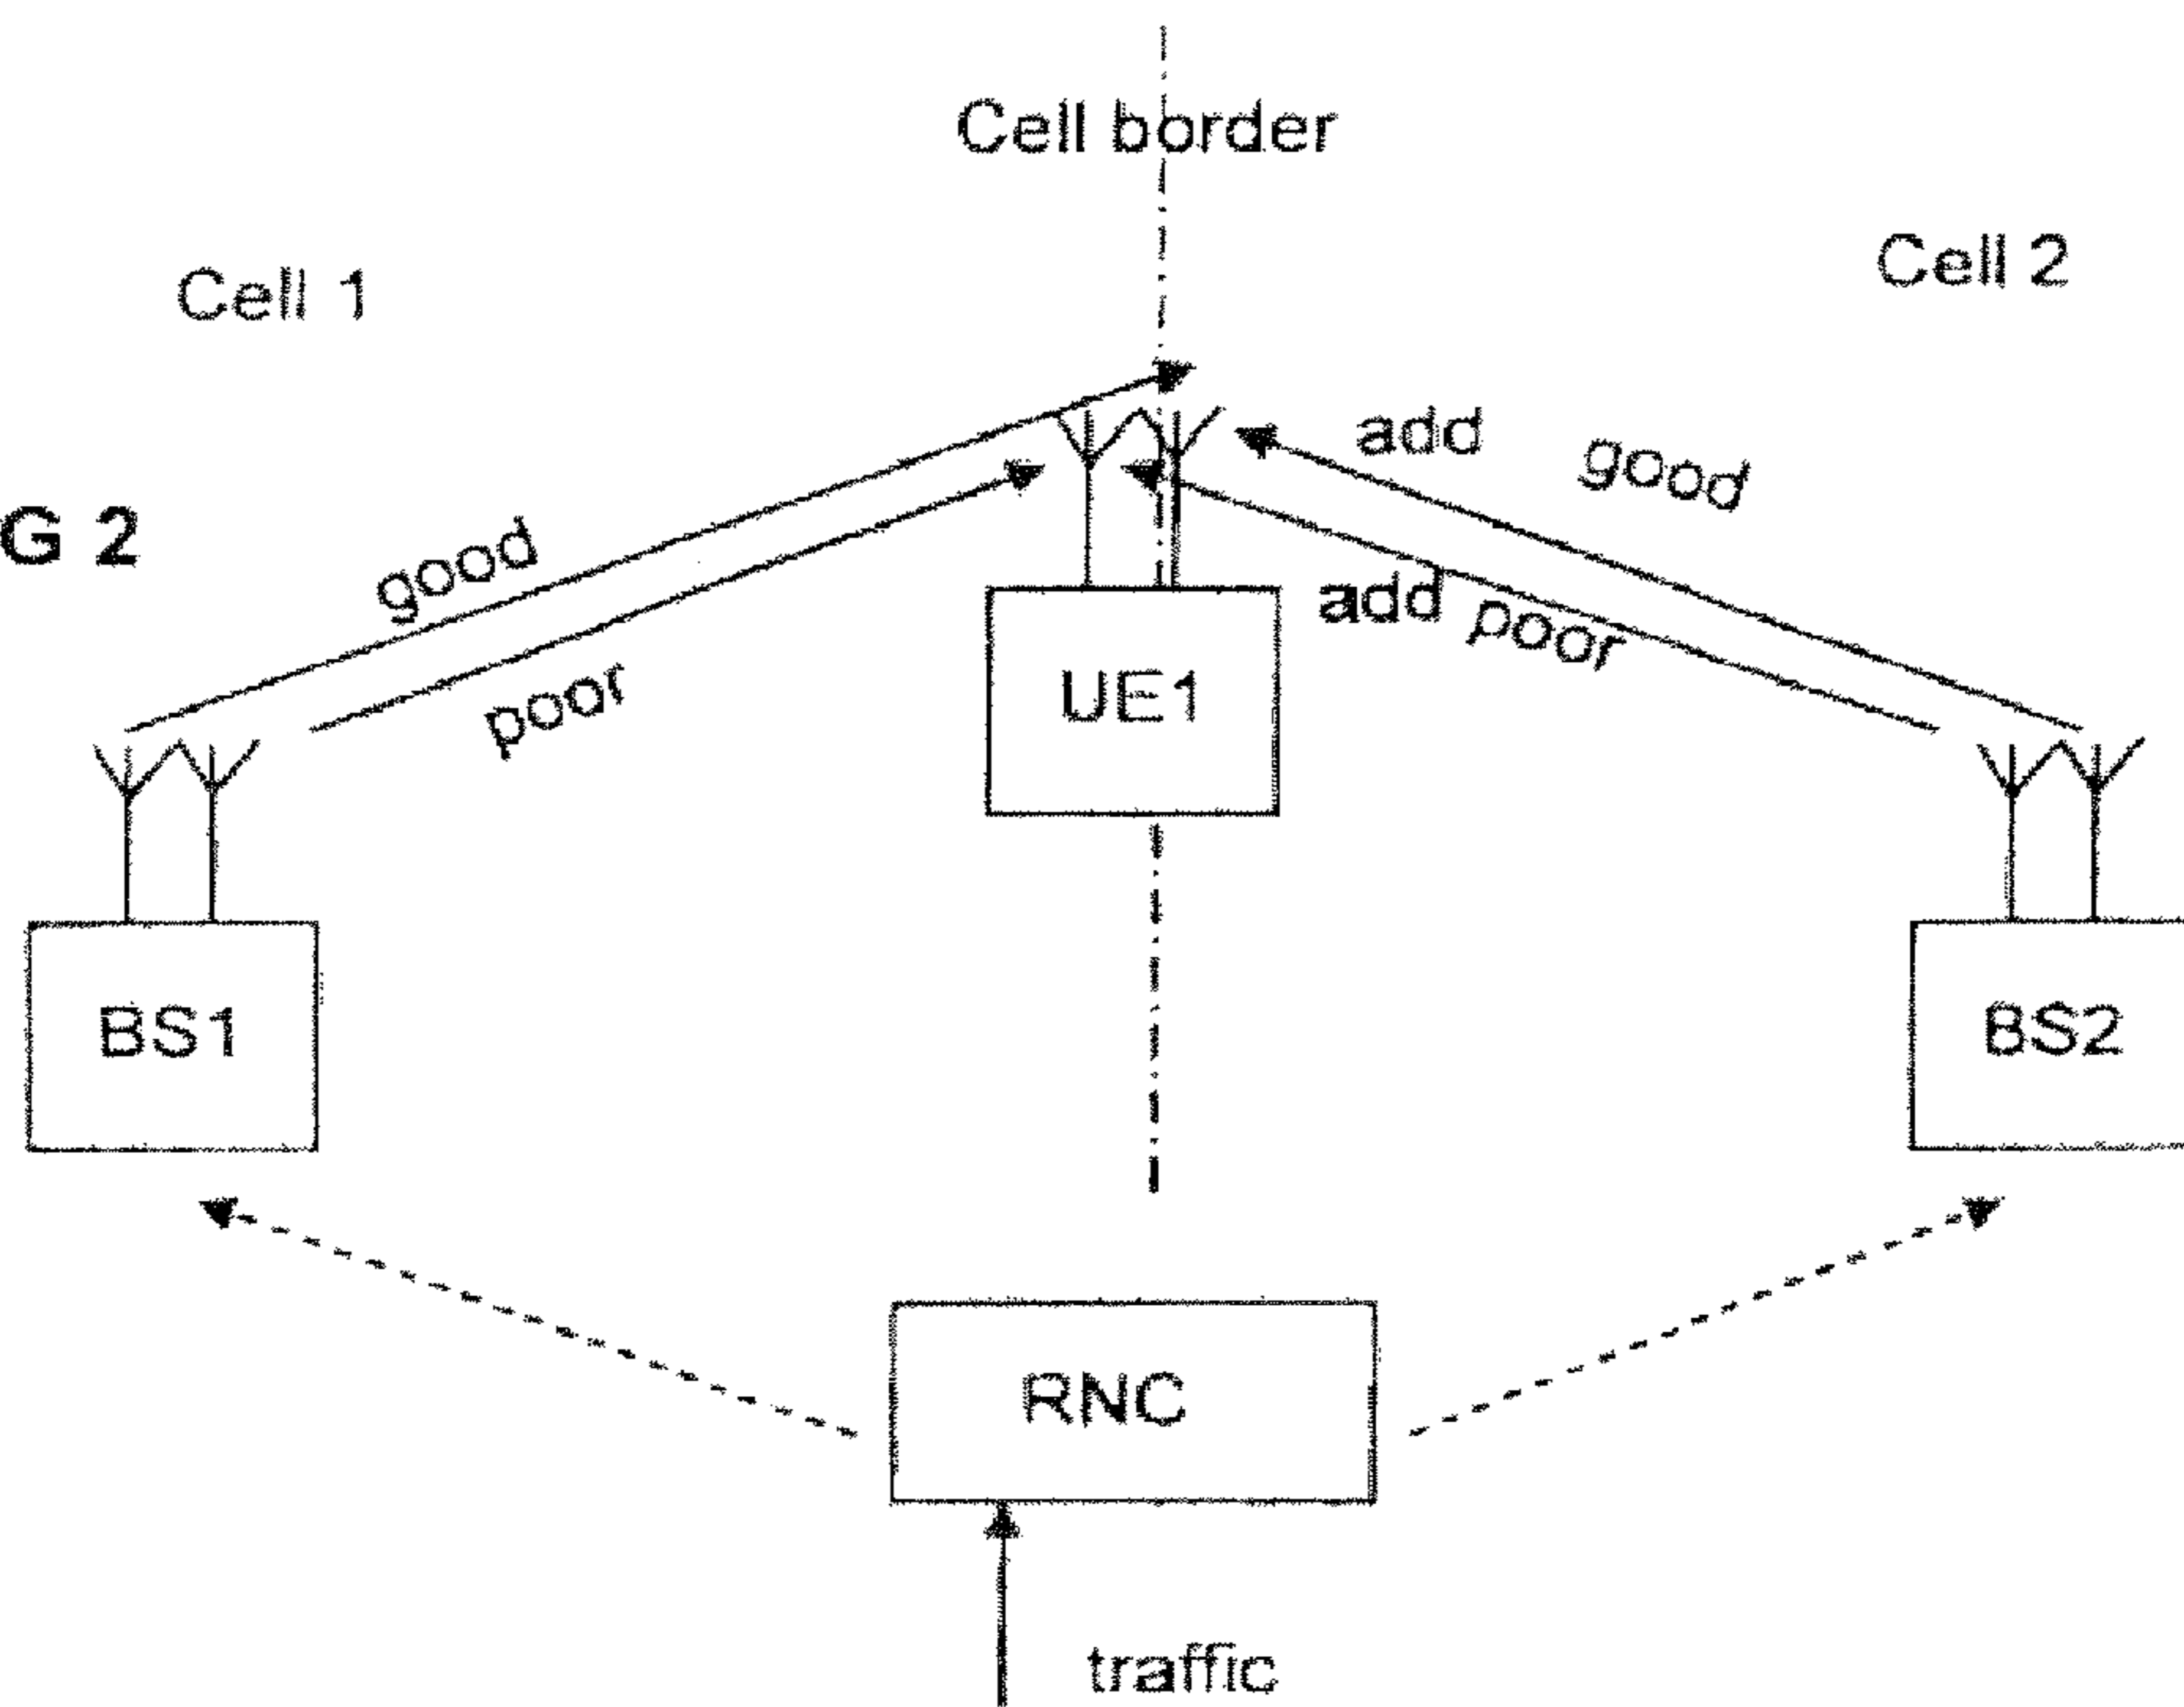 Cell border
Cell 1
Cell 2
G 2
good
poor
add good
add poor
UE1
BS1
BS2
RNC
traffic